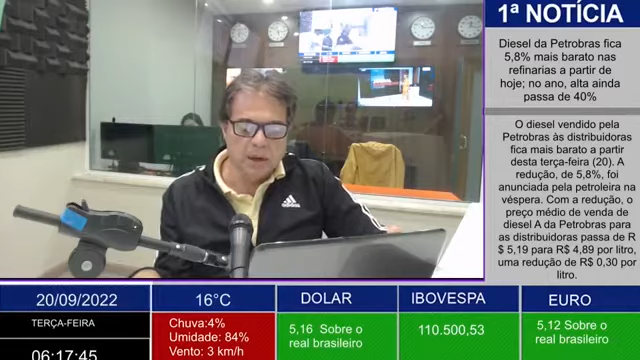 1ª NOTÍCIA
Diesel da Petrobras fica
5,8% mais barato nas
refinarias a partir de
hoje; no ano, alta ainda
passa de 40%
O diesel vendido pela
Petrobras às distribuidoras
fica mais barato a partir
desta terça-feira (20). A
redução, de 5,8%, foi
anunciada pela petroleira na
véspera. Com a redução, o
preço médio de venda de
diesel A da Petrobras para
as distribuidoras passa de R
$ 5,19 para R$ 4,89 por litro,
uma redução de R$ 0,30 por
litro.
adidas
20/09/2022
16°C
DOLAR
IBOVESPA
EURO
TERÇA-FEIRA
06:17:45
Chuva:4%
Umidade: 84%
Vento: 3 km/h
5,16 Sobre o
real brasileiro
110.500,53
5,12 Sobre o
real brasileiro